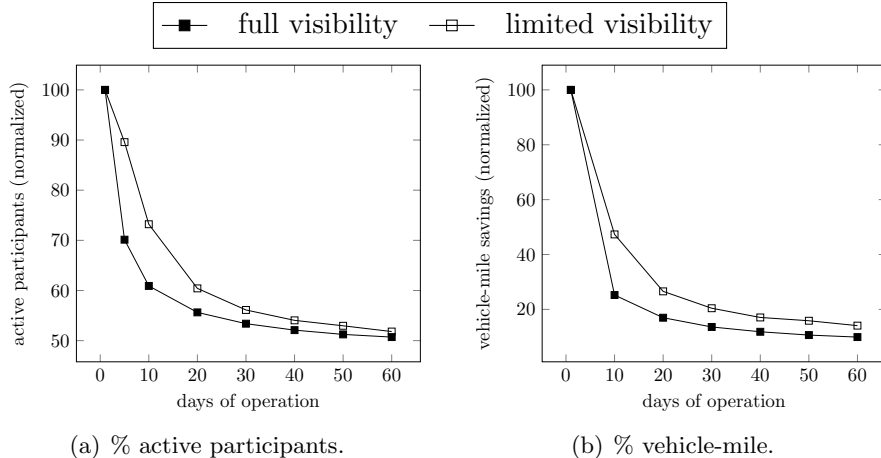 full visibility limited visibility
100
90
80
70
60
50
0 10 20 30 40 50 60
active participants (normalized)
days of operation
(a) % active participants.
100
80
60
40
20
0 10 20 30 40 50 60
vehicle-mile savings (normalized)
days of operation
(b) % vehicle-mile.